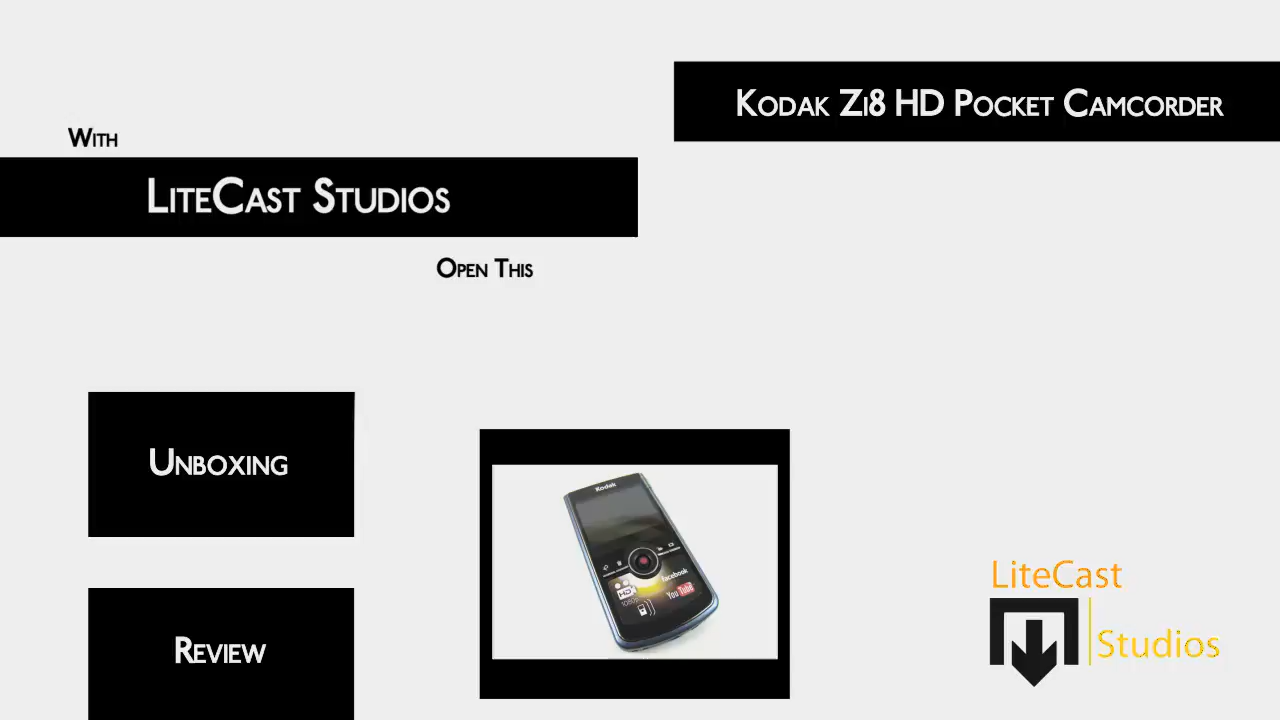 Kodak Zi8 HD Pocket Camcorder
With
LiteCast Studios
Open This
Unboxing
Review
Kodak
facebook
YouTube
HD
1080p
LiteCast
Studios